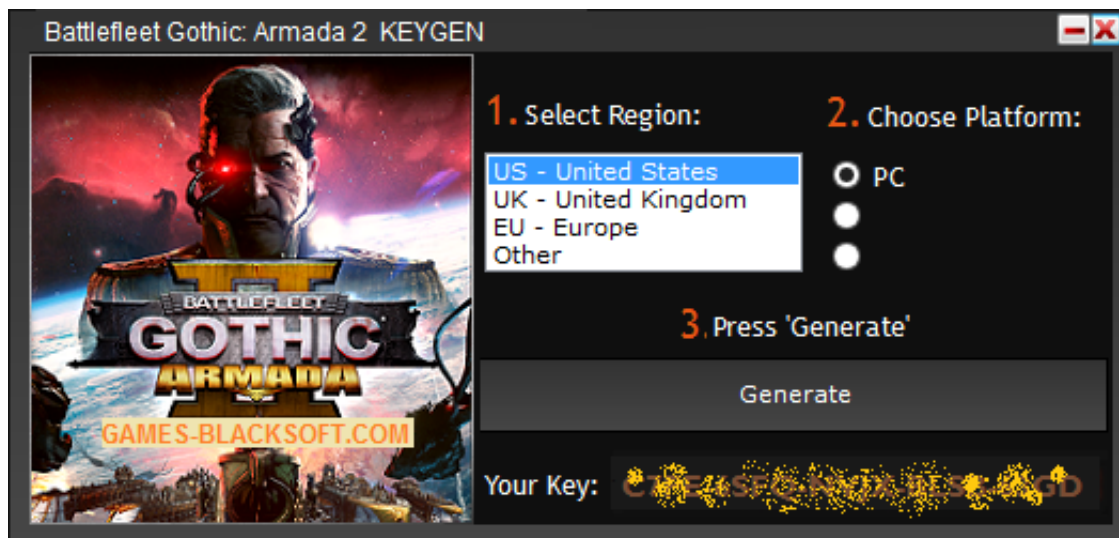 Battlefleet Gothic: Armada 2 KEYGEN
1. Select Region:
2. Choose Platform:
US - United States
UK - United Kingdom
EU - Europe
Other
PC
BATTLEFLEET
GOTHIC
ARMADA
II
GAMES-BLACKSOFT.COM
3. Press 'Generate'
Generate
Your Key: